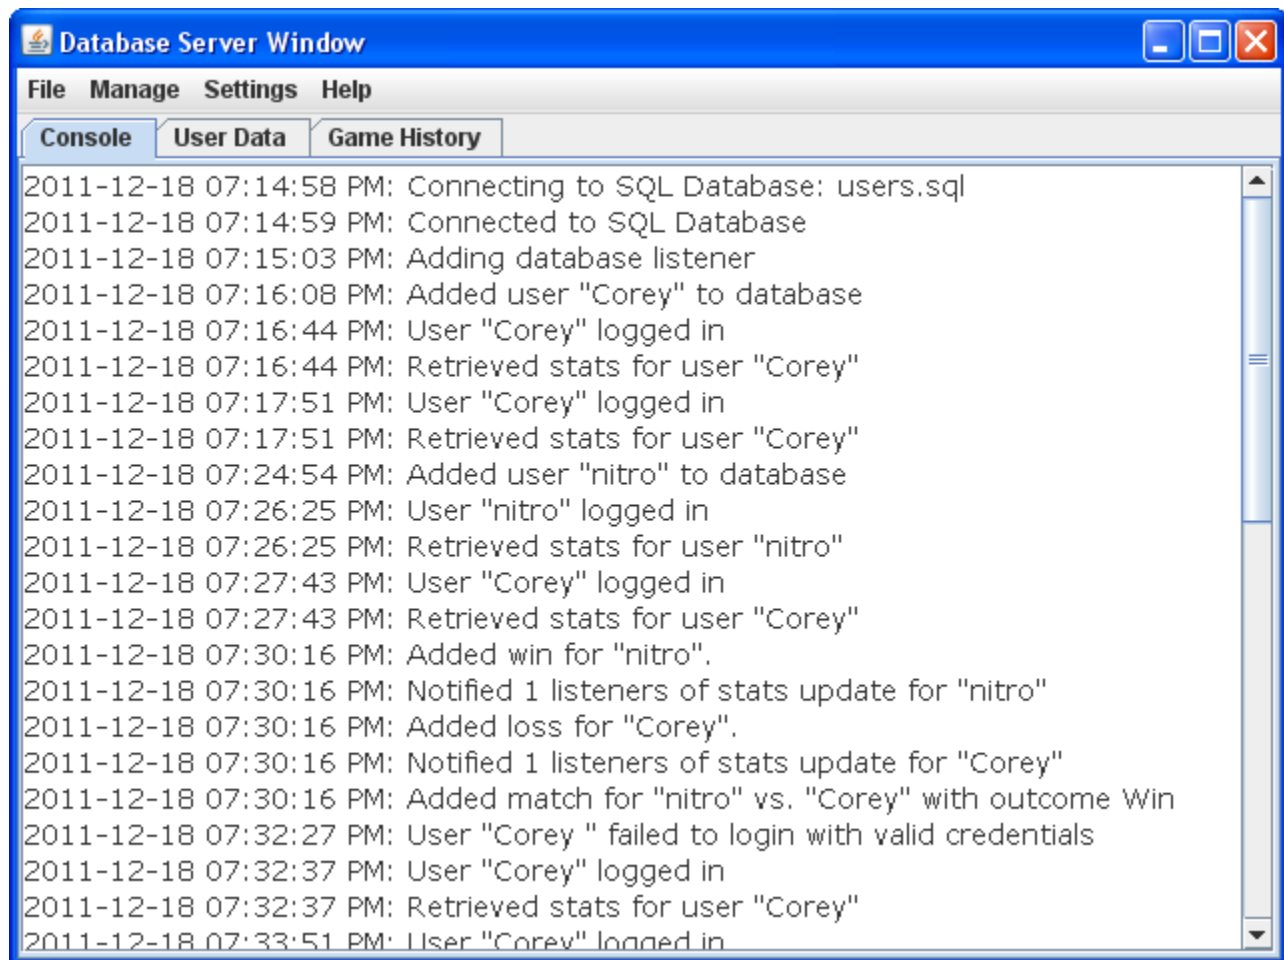 Database Server Window
File Manage Settings Help
Console User Data Game History
2011-12-18 07:14:58 PM: Connecting to SQL Database: users.sql
2011-12-18 07:14:59 PM: Connected to SQL Database
2011-12-18 07:15:03 PM: Adding database listener
2011-12-18 07:16:08 PM: Added user "Corey" to database
2011-12-18 07:16:44 PM: User "Corey" logged in
2011-12-18 07:16:44 PM: Retrieved stats for user "Corey"
2011-12-18 07:17:51 PM: User "Corey" logged in
2011-12-18 07:17:51 PM: Retrieved stats for user "Corey"
2011-12-18 07:24:54 PM: Added user "nitro" to database
2011-12-18 07:26:25 PM: User "nitro" logged in
2011-12-18 07:26:25 PM: Retrieved stats for user "nitro"
2011-12-18 07:27:43 PM: User "Corey" logged in
2011-12-18 07:27:43 PM: Retrieved stats for user "Corey"
2011-12-18 07:30:16 PM: Added win for "nitro".
2011-12-18 07:30:16 PM: Notified 1 listeners of stats update for "nitro"
2011-12-18 07:30:16 PM: Added loss for "Corey".
2011-12-18 07:30:16 PM: Notified 1 listeners of stats update for "Corey"
2011-12-18 07:30:16 PM: Added match for "nitro" vs. "Corey" with outcome Win
2011-12-18 07:32:27 PM: User "Corey " failed to login with valid credentials
2011-12-18 07:32:37 PM: User "Corey" logged in
2011-12-18 07:32:37 PM: Retrieved stats for user "Corey"
2011-12-18 07:33:51 PM: User "Corey" logged in